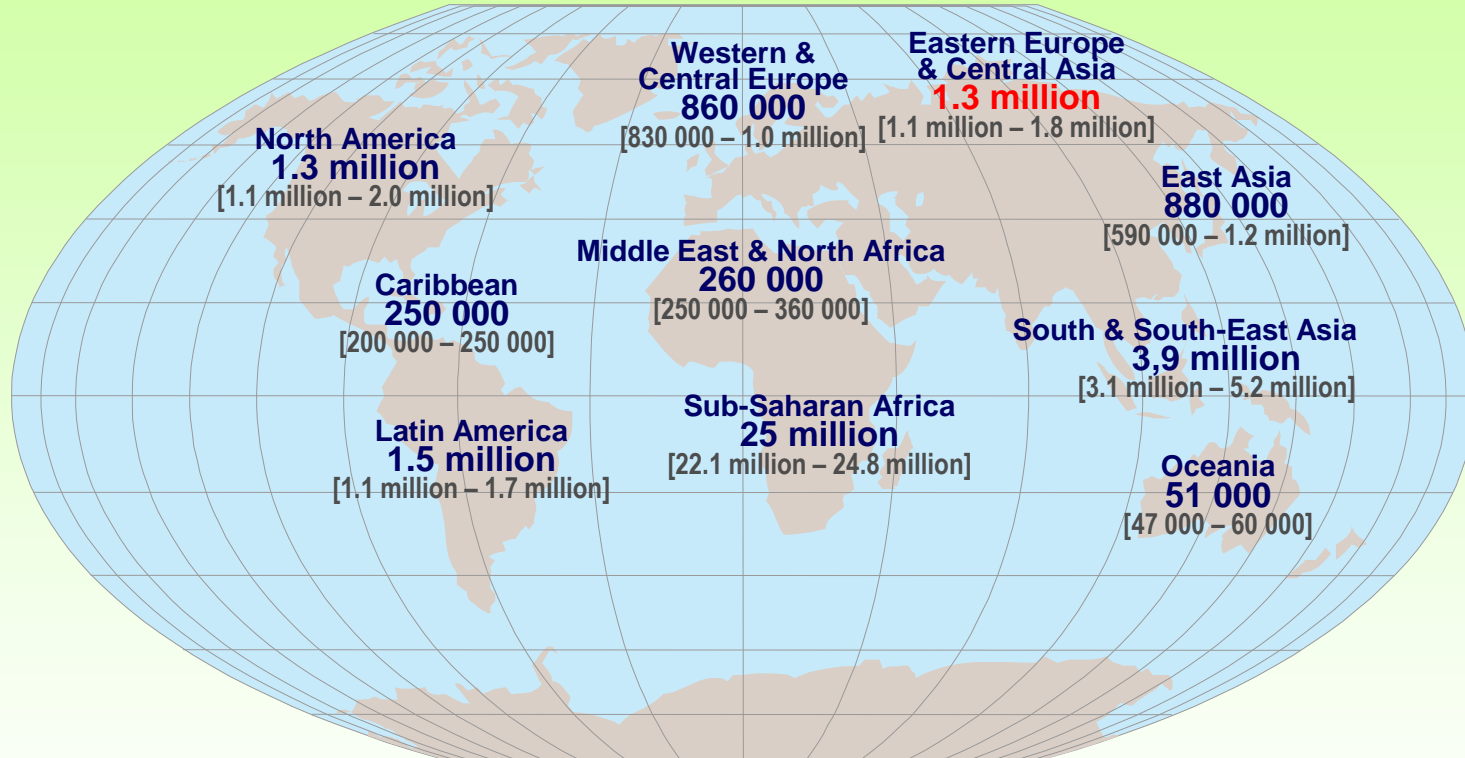 Western &
Central Europe
860 000
[830 000 – 1.0 million]
Eastern Europe
& Central Asia
1.3 million
[1.1 million – 1.8 million]
North America
1.3 million
[1.1 million – 2.0 million]
East Asia
880 000
[590 000 – 1.2 million]
Middle East & North Africa
260 000
[250 000 – 360 000]
Caribbean
250 000
[200 000 – 250 000]
South & South-East Asia
3,9 million
[3.1 million – 5.2 million]
Sub-Saharan Africa
25 million
[22.1 million – 24.8 million]
Latin America
1.5 million
[1.1 million – 1.7 million]
Oceania
51 000
[47 000 – 60 000]